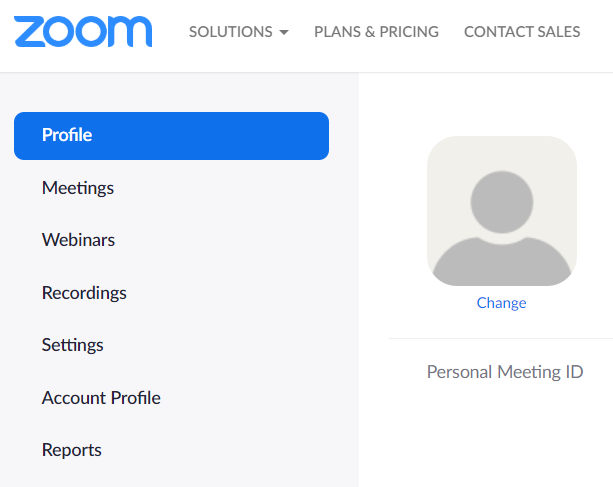 zoom
SOLUTIONS
PLANS & PRICING
CONTACT SALES
Profile
Meetings
Webinars
Recordings
Settings
Account Profile
Reports
Change
Personal Meeting ID